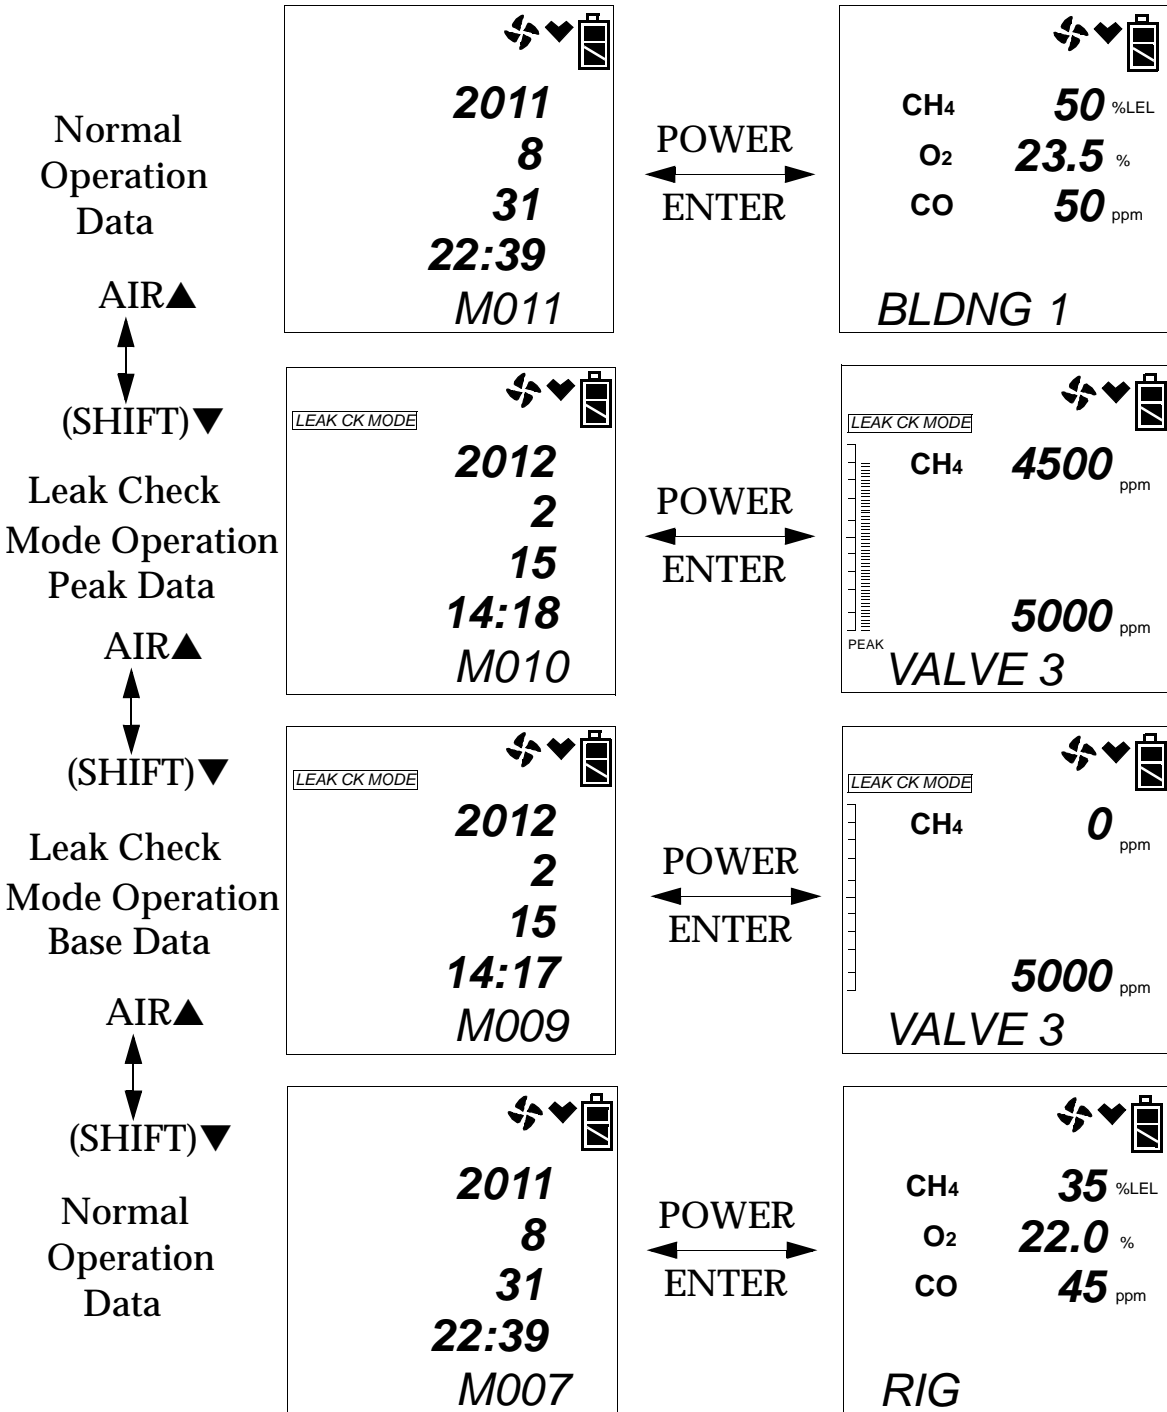 Normal
Operation
Data
2011
8
31
22:39
M011
POWER
ENTER
CH4 50 %LEL
O2 23.5 %
CO 50 ppm
BLDNG 1
AIR▲
(SHIFT)▼
Leak Check
Mode Operation
Peak Data
LEAK CK MODE
2012
2
15
14:18
M010
POWER
ENTER
LEAK CK MODE
CH4 4500 ppm
5000 ppm
PEAK
VALVE 3
AIR▲
(SHIFT)▼
Leak Check
Mode Operation
Base Data
LEAK CK MODE
2012
2
15
14:17
M009
POWER
ENTER
LEAK CK MODE
CH4 0 ppm
5000 ppm
VALVE 3
AIR▲
(SHIFT)▼
Normal
Operation
Data
2011
8
31
22:39
M007
POWER
ENTER
CH4 35 %LEL
O2 22.0 %
CO 45 ppm
RIG